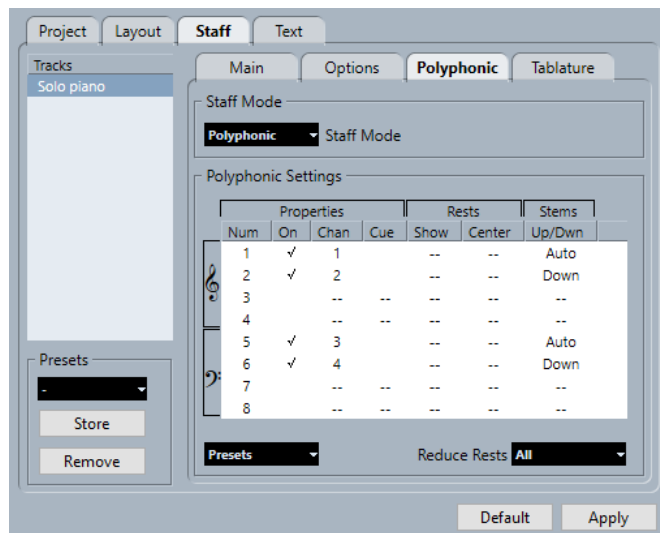 Project Layout Staff Text
Tracks
Solo piano
Main Options Polyphonic Tablature
Staff Mode
Polyphonic Staff Mode
Polyphonic Settings
Properties Rests Stems
Num On Chan Cue Show Center Up/Dwn
1 √ 1 -- -- Auto
2 √ 2 -- -- Down
3 -- -- -- -- --
4 -- -- -- -- --
5 √ 3 -- -- Auto
6 √ 4 -- -- Down
7 -- -- -- -- --
8 -- -- -- -- --
Presets
-
Store
Remove
Presets Reduce Rests All
Default Apply